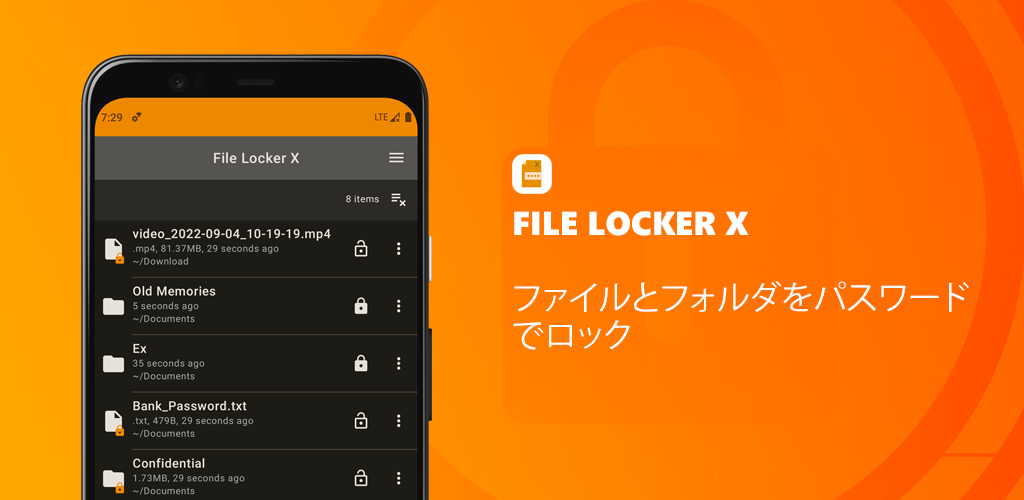 7:29
LTE
File Locker X
8 items
video_2022-09-04_10-19-19.mp4
.mp4, 81.37MB, 29 seconds ago
~/Download
Old Memories
5 seconds ago
~/Documents
Ex
35 seconds ago
~/Documents
Bank_Password.txt
.txt, 479B, 29 seconds ago
~/Documents
Confidential
1.73MB, 29 seconds ago
~/Documents
X
FILE LOCKER X
ファイルとフォルダをパスワード
でロック